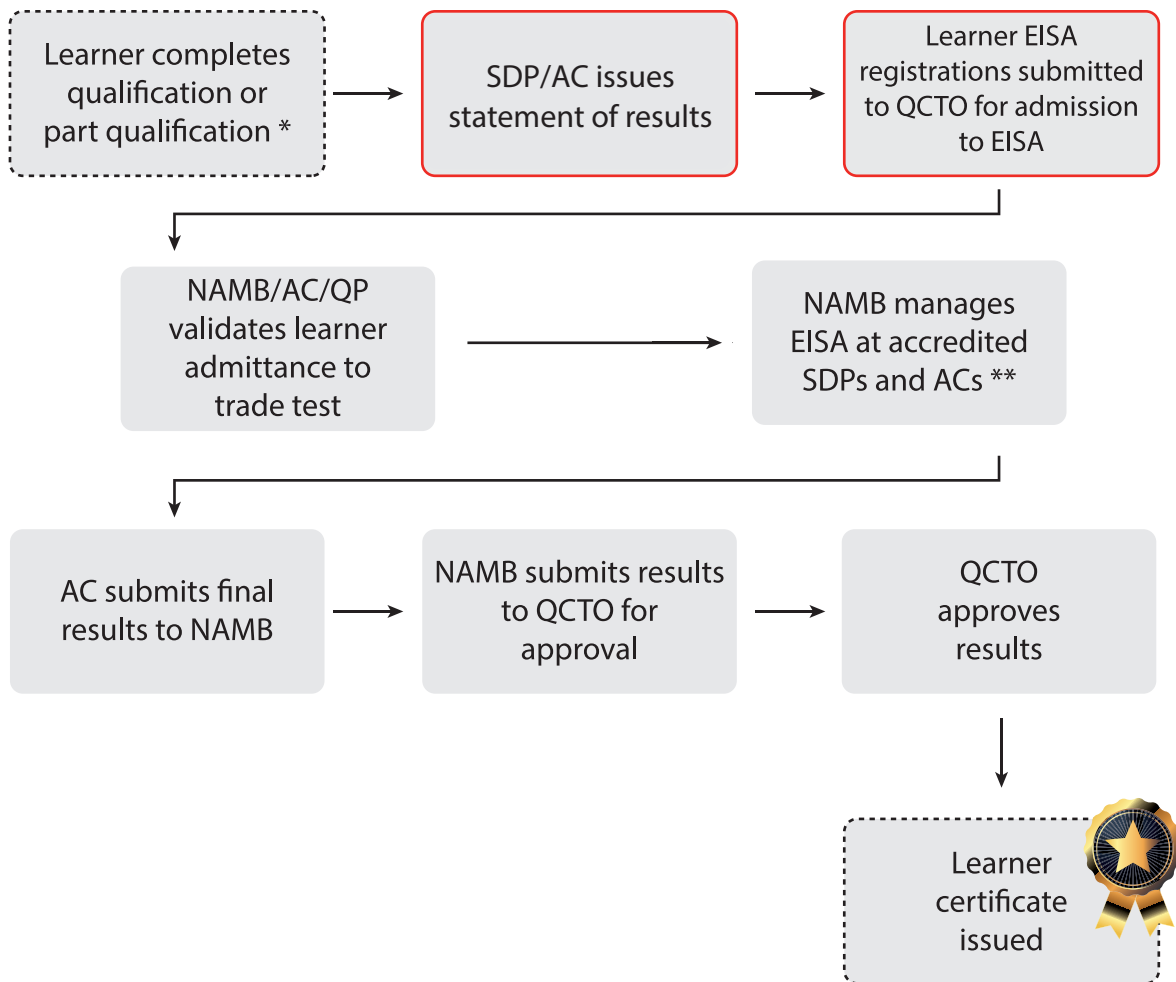 Learner completes
qualification or
part qualification *
SDP/AC issues
statement of results
Learner EISA
registrations submitted
to QCTO for admission
to EISA
NAMB/AC/QP
validates learner
admittance to
trade test
NAMB manages
EISA at accredited
SDPs and ACs **
AC submits final
results to NAMB
NAMB submits results
to QCTO for
approval
QCTO
approves
results
Learner
certificate
issued